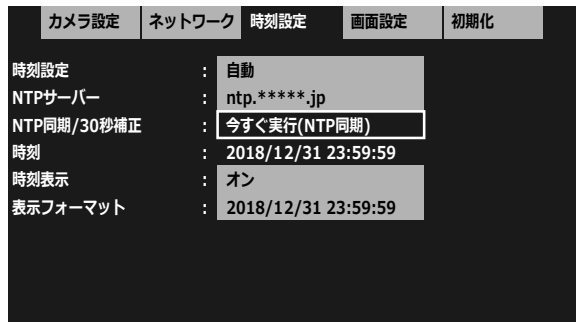 カメラ設定 ネットワーク 時刻設定 画面設定 初期化
時刻設定 : 自動
NTPサーバー : ntp.*****.jp
NTP同期/30秒補正 : 今すぐ実行(NTP同期)
時刻 : 2018/12/31 23:59:59
時刻表示 : オン
表示フォーマット : 2018/12/31 23:59:59